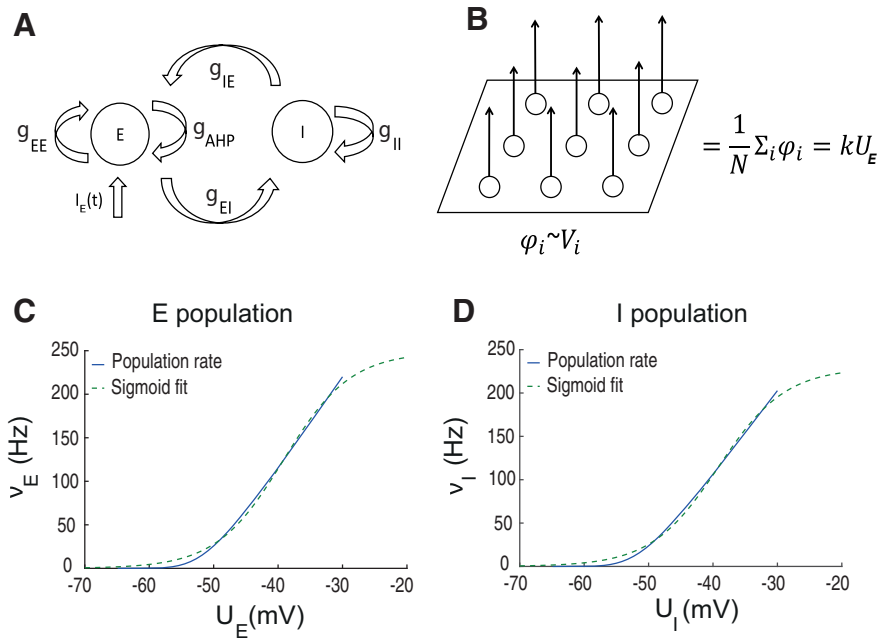 A
g_IE
g_EE
E
g_AHP
I
g_II
I_E(t)
g_EI
B
= 1/N Σ_i φ_i = kU_E
φ_i~V_i
C
E population
250
200
150
100
50
0
Population rate
Sigmoid fit
ν_E (Hz)
-70 -60 -50 -40 -30 -20
U_E(mV)
D
I population
250
200
150
100
50
0
Population rate
Sigmoid fit
ν_I (Hz)
-70 -60 -50 -40 -30 -20
U_I(mV)